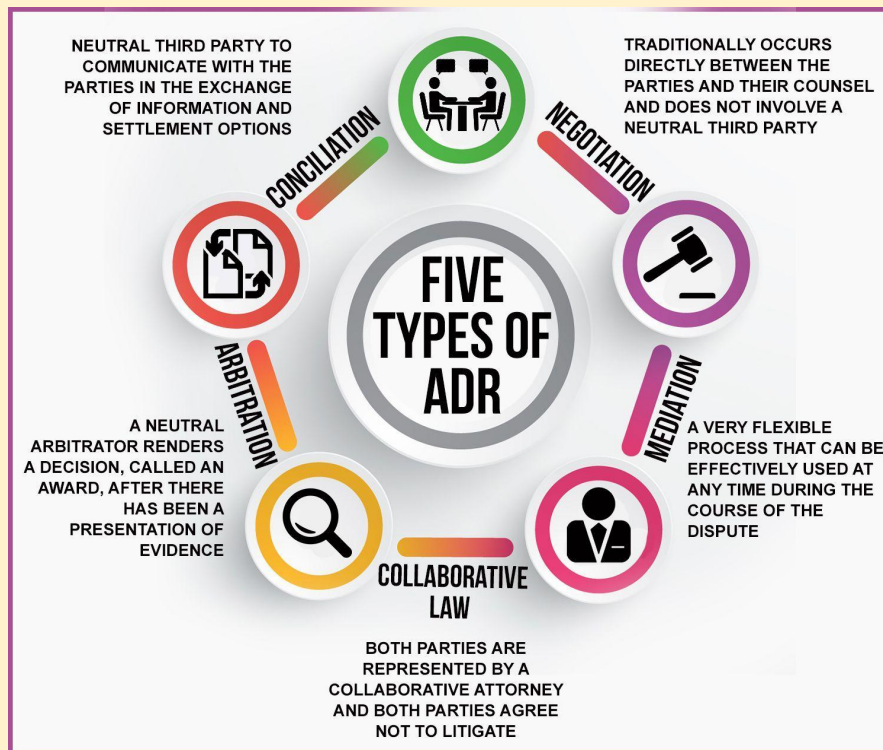 NEUTRAL THIRD PARTY TO
COMMUNICATE WITH THE
PARTIES IN THE EXCHANGE
OF INFORMATION AND
SETTLEMENT OPTIONS
CONCILIATION
TRADITIONALLY OCCURS
DIRECTLY BETWEEN THE
PARTIES AND THEIR COUNSEL
AND DOES NOT INVOLVE A
NEUTRAL THIRD PARTY
NEGOTIATION
FIVE
TYPES OF
ADR
ARBITRATION
A NEUTRAL
ARBITRATOR RENDERS
A DECISION, CALLED AN
AWARD, AFTER THERE
HAS BEEN A
PRESENTATION OF
EVIDENCE
MEDIATION
A VERY FLEXIBLE
PROCESS THAT CAN BE
EFFECTIVELY USED AT
ANY TIME DURING THE
COURSE OF THE
DISPUTE
COLLABORATIVE
LAW
BOTH PARTIES ARE
REPRESENTED BY A
COLLABORATIVE ATTORNEY
AND BOTH PARTIES AGREE
NOT TO LITIGATE